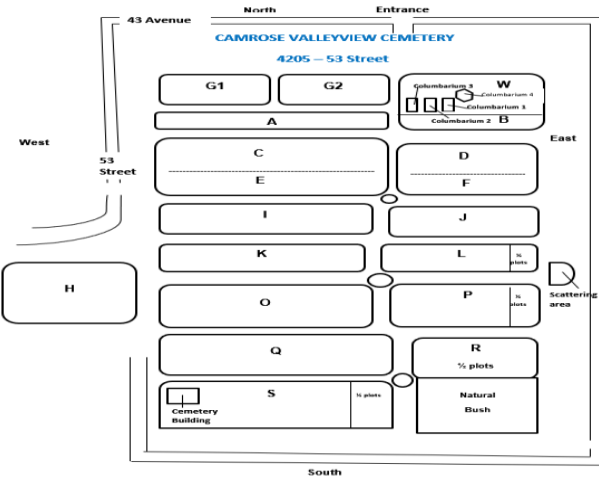 North
Entrance
43 Avenue
CAMROSE VALLEYVIEW CEMETERY
4205 – 53 Street
G1
G2
Columbarium 3
W
Columbarium 4
Columbarium 1
Columbarium 2
B
A
West
East
53
Street
C
E
D
F
I
J
K
L
½
plots
H
O
P
½
plots
Scattering
area
Q
R
½ plots
S
½ plots
Cemetery
Building
Natural
Bush
South